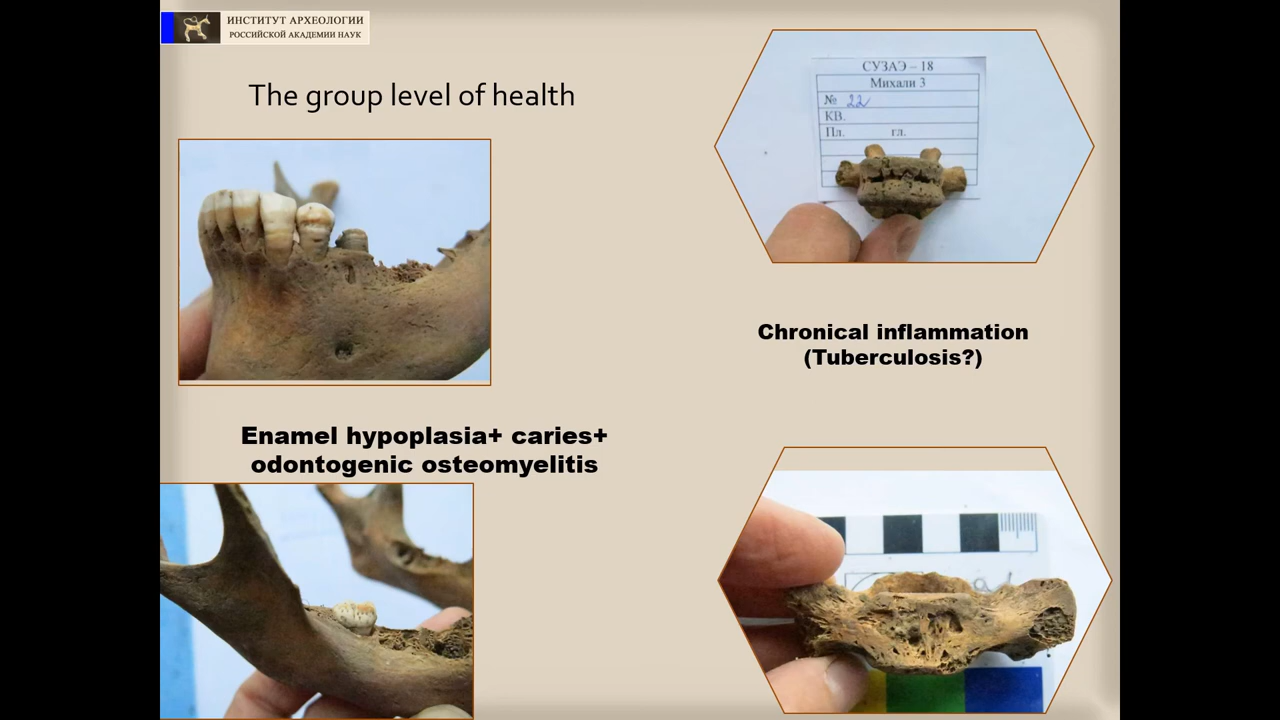 ИНСТИТУТ АРХЕОЛОГИИ
РОССИЙСКОЙ АКАДЕМИИ НАУК
The group level of health
СУЗАЭ – 18
Михали 3
№ 22
КВ.
Пл. гл.
Chronical inflammation
(Tuberculosis?)
Enamel hypoplasia+ caries+
odontogenic osteomyelitis